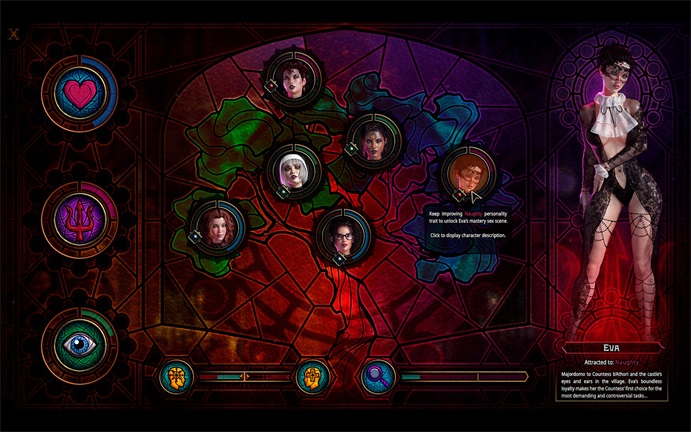 X
Keep improving Naughty personality
trait to unlock Eva's mastery sex scene.
Click to display character description.
EVA
Attracted to: Naughty
Majordomo to Countess b'Athori and the castle's
eyes and ears in the village. Eva's boundless
loyalty makes her the Countess' first choice for the
most demanding and controversial tasks...